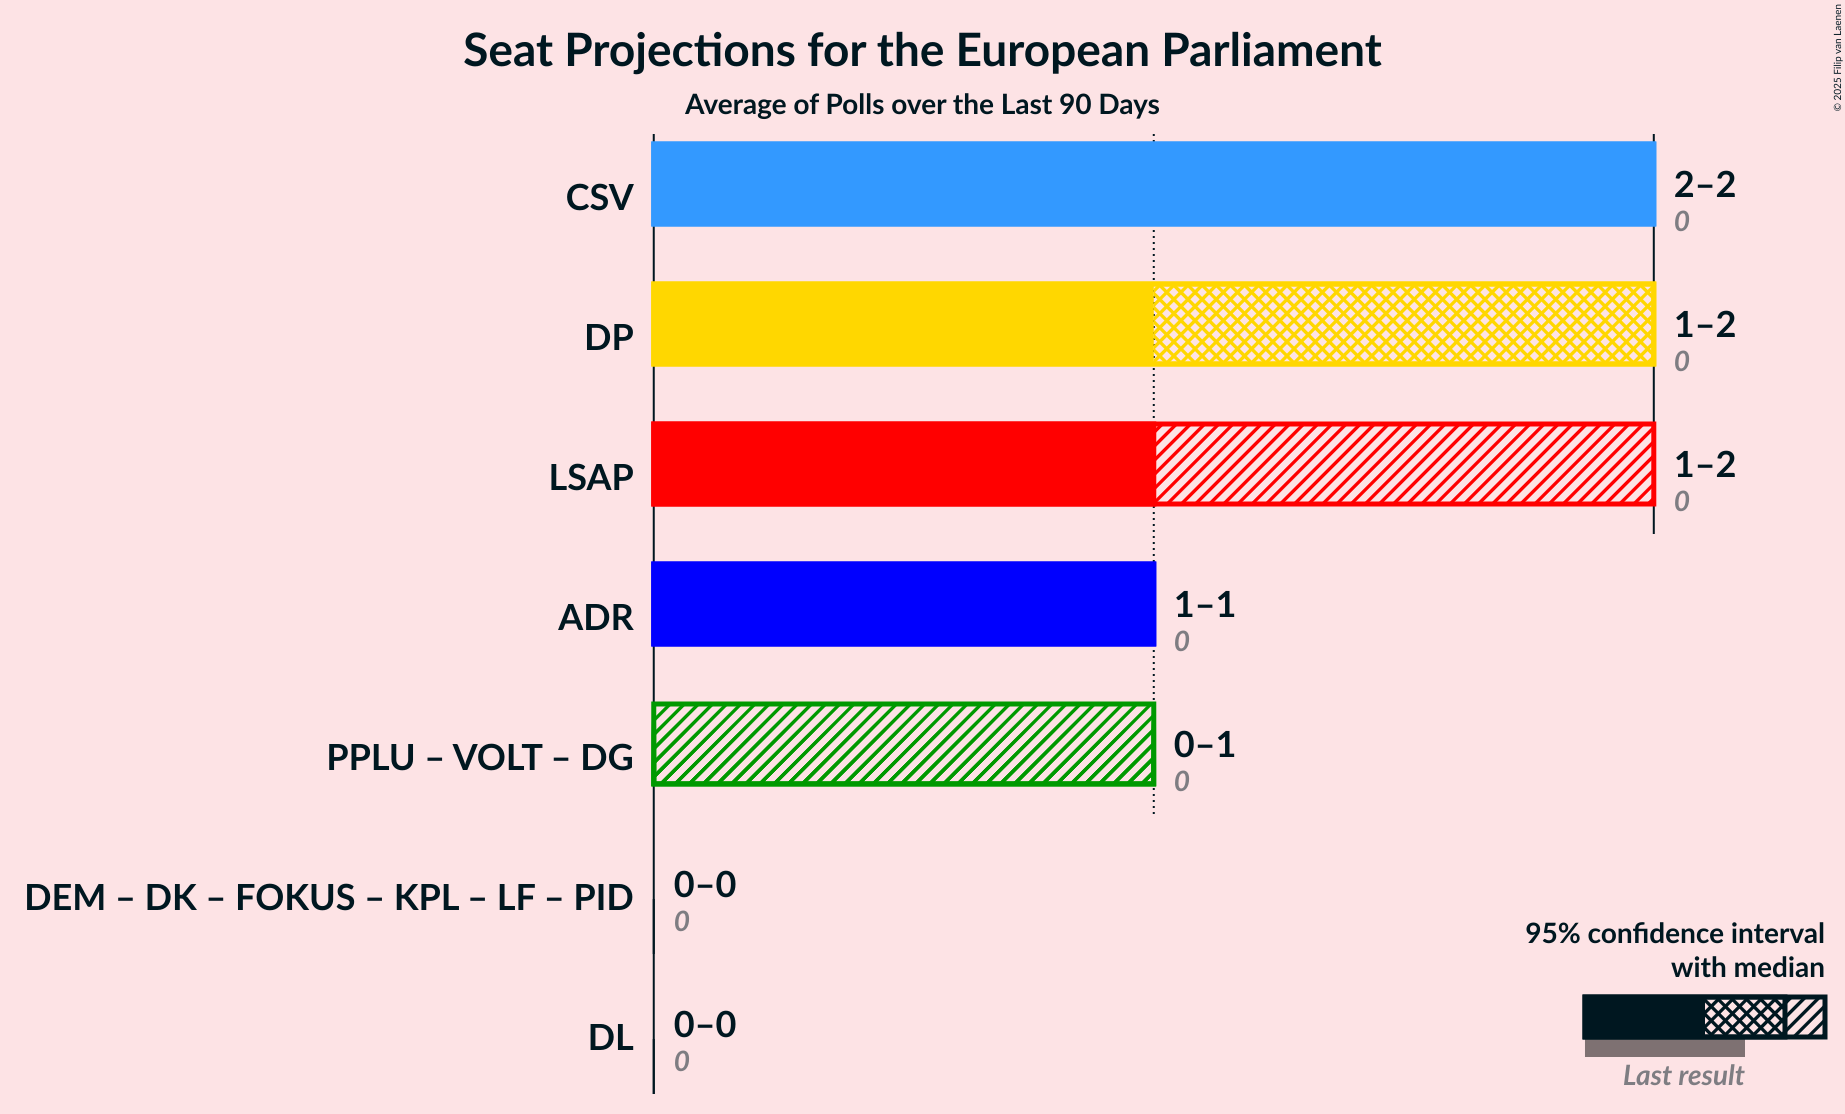 Seat Projections for the European Parliament
Average of Polls over the Last 90 Days
© 2025 Filip van Laenen
CSV
2–2
0
DP
1–2
0
LSAP
1–2
0
ADR
1–1
0
PPLU – VOLT – DG
0–1
0
DEM – DK – FOKUS – KPL – LF – PID
0–0
0
DL
0–0
0
95% confidence interval
with median
Last result